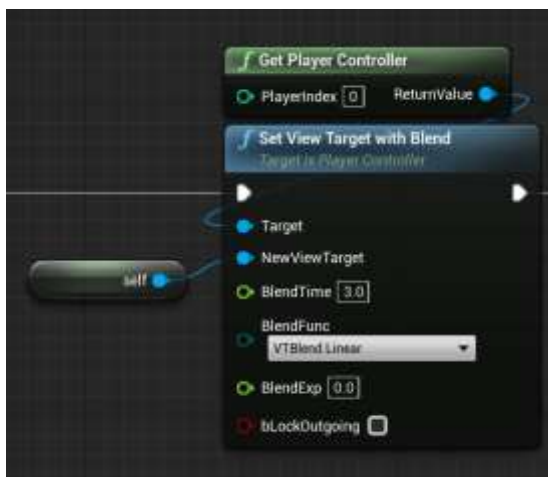 f Get Player Controller
PlayerIndex 0 ReturnValue
f Set View Target with Blend
Target is Player Controller
Target
self
NewViewTarget
BlendTime 3.0
BlendFunc
VTBlend Linear
BlendExp 0.0
bLockOutgoing